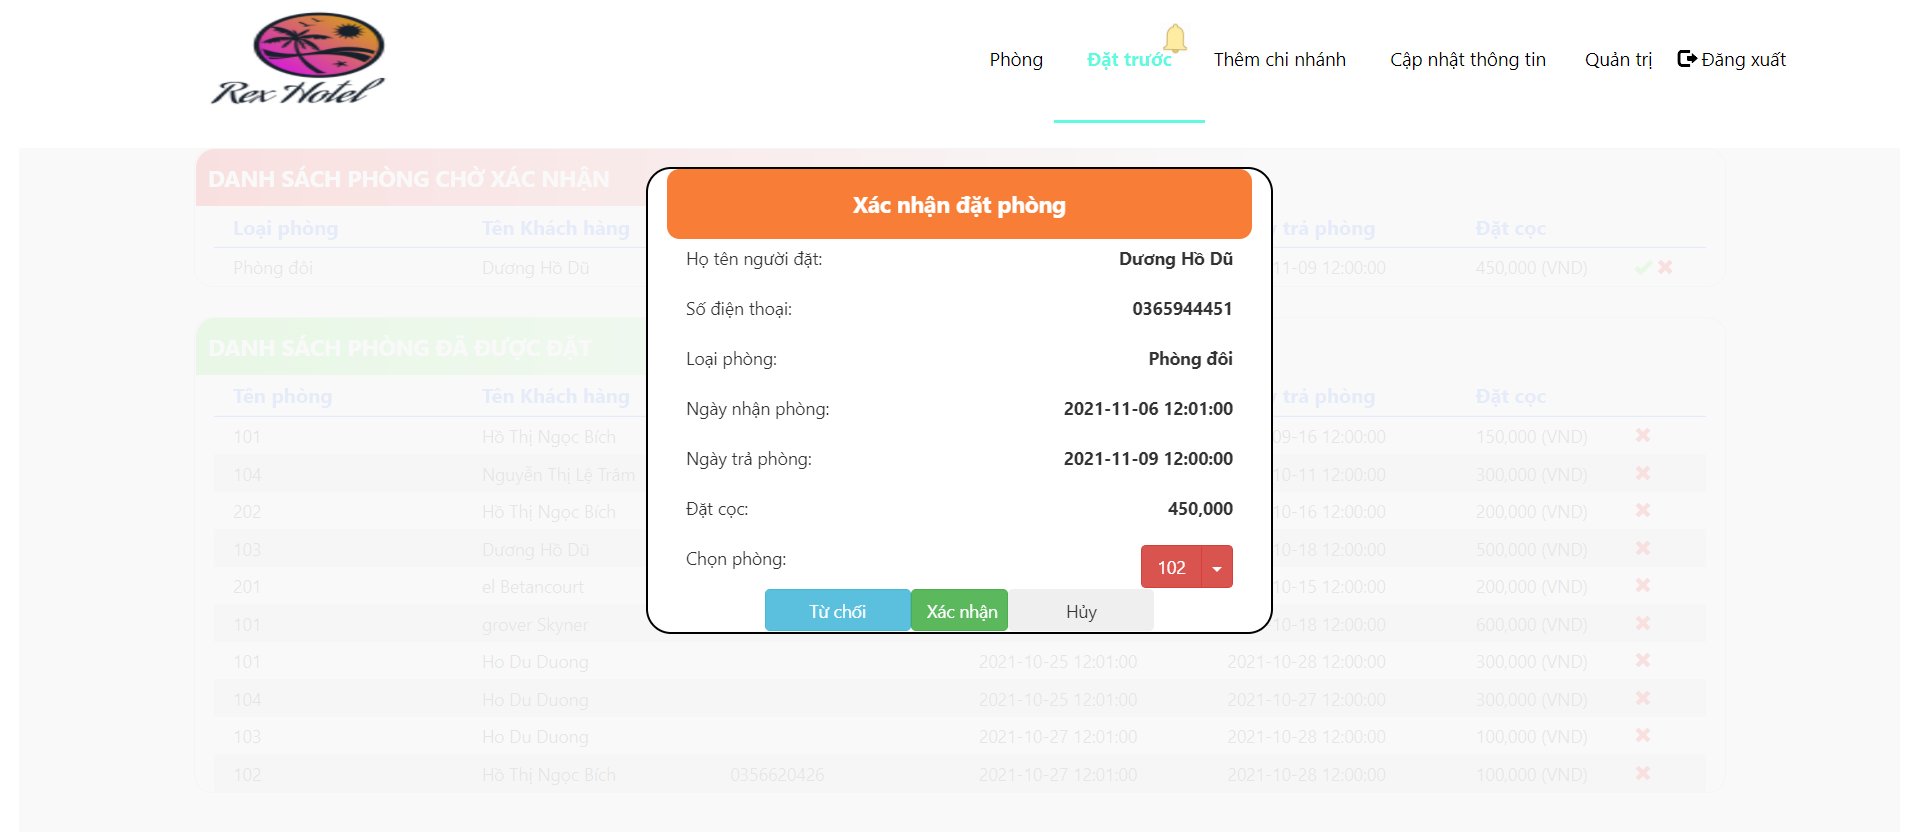 Rex Hotel
Phòng Đặt trước Thêm chi nhánh Cập nhật thông tin Quản trị Đăng xuất
DANH SÁCH PHÒNG CHỜ XÁC NHẬN
Loại phòng Tên Khách hàng trả phòng Đặt cọc
Phòng đôi Dương Hồ Dũ 11-09 12:00:00 450,000 (VND)
Xác nhận đặt phòng
Họ tên người đặt: Dương Hồ Dũ
Số điện thoại: 0365944451
Loại phòng: Phòng đôi
Ngày nhận phòng: 2021-11-06 12:01:00
Ngày trả phòng: 2021-11-09 12:00:00
Đặt cọc: 450,000
Chọn phòng: 102
Từ chối Xác nhận Hủy
DANH SÁCH PHÒNG ĐÃ ĐƯỢC ĐẶT
Tên phòng Tên Khách hàng trả phòng Đặt cọc
101 Hồ Thị Ngọc Bích 09-16 12:00:00 150,000 (VND)
104 Nguyễn Thị Lệ Trâm 10-11 12:00:00 300,000 (VND)
202 Hồ Thị Ngọc Bích 10-16 12:00:00 200,000 (VND)
103 Dương Hồ Dũ 10-18 12:00:00 500,000 (VND)
201 el Betancourt 10-15 12:00:00 200,000 (VND)
101 grover Skyner 10-18 12:00:00 600,000 (VND)
101 Ho Du Duong 2021-10-25 12:01:00 2021-10-28 12:00:00 300,000 (VND)
104 Ho Du Duong 2021-10-25 12:01:00 2021-10-27 12:00:00 300,000 (VND)
103 Ho Du Duong 2021-10-27 12:01:00 2021-10-28 12:00:00 100,000 (VND)
102 Hồ Thị Ngọc Bích 0356620426 2021-10-27 12:01:00 2021-10-28 12:00:00 100,000 (VND)